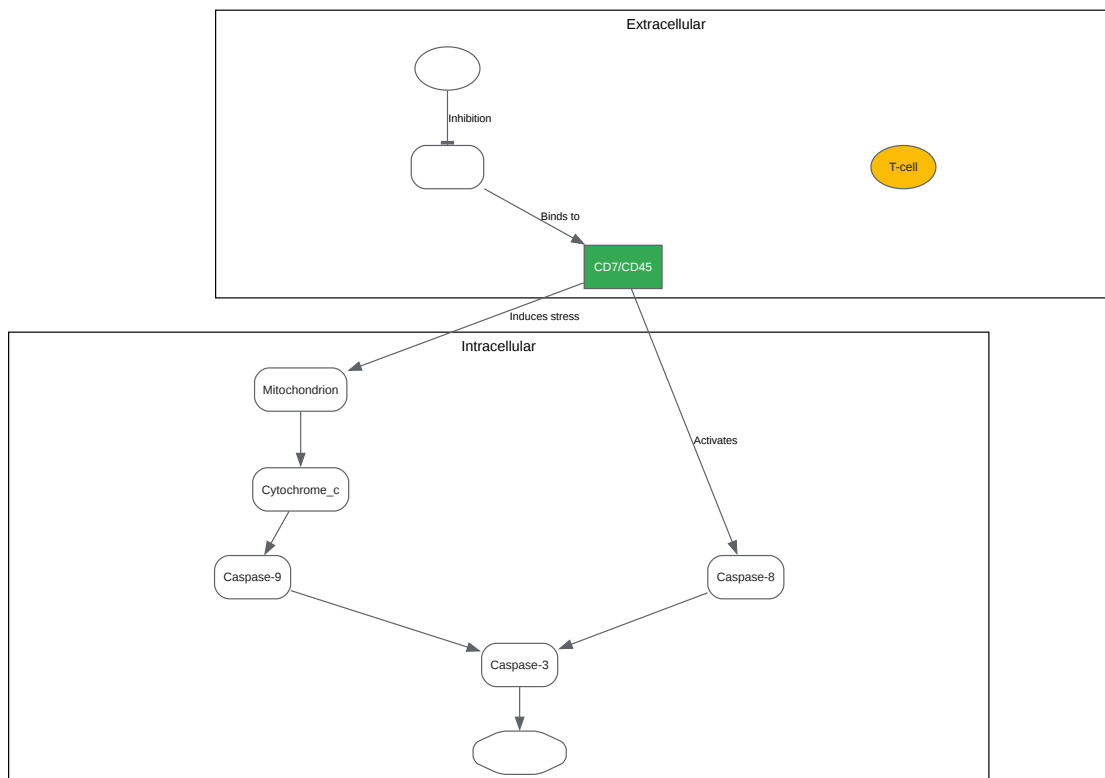 Extracellular
Inhibition
T-cell
Binds to
CD7/CD45
Induces stress
Intracellular
Mitochondrion
Activates
Cytochrome_c
Caspase-9
Caspase-8
Caspase-3